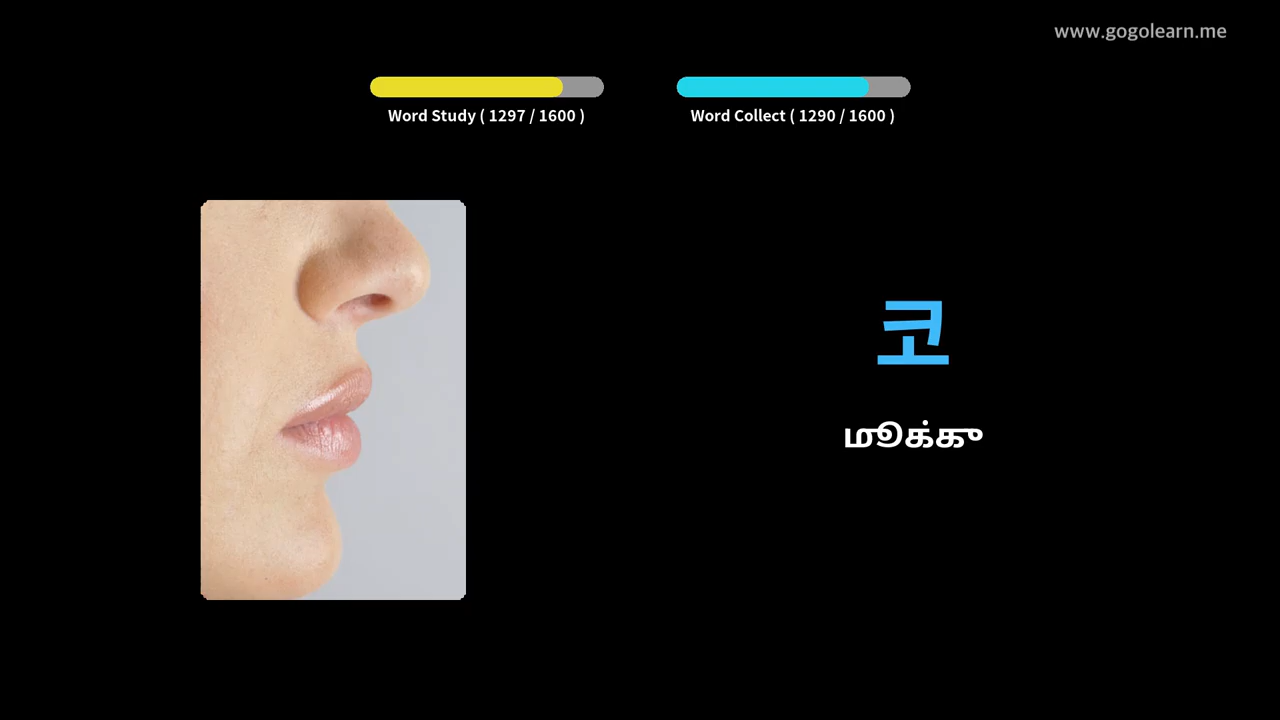 www.gogolearn.me
Word Study ( 1297 / 1600 )
Word Collect ( 1290 / 1600 )
코
மூக்கு